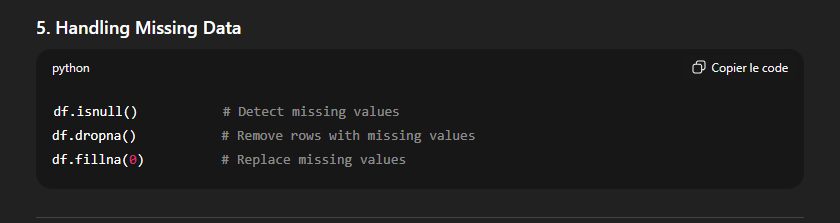 5. Handling Missing Data
python
Copier le code
df.isnull() # Detect missing values
df.dropna() # Remove rows with missing values
df.fillna(0) # Replace missing values